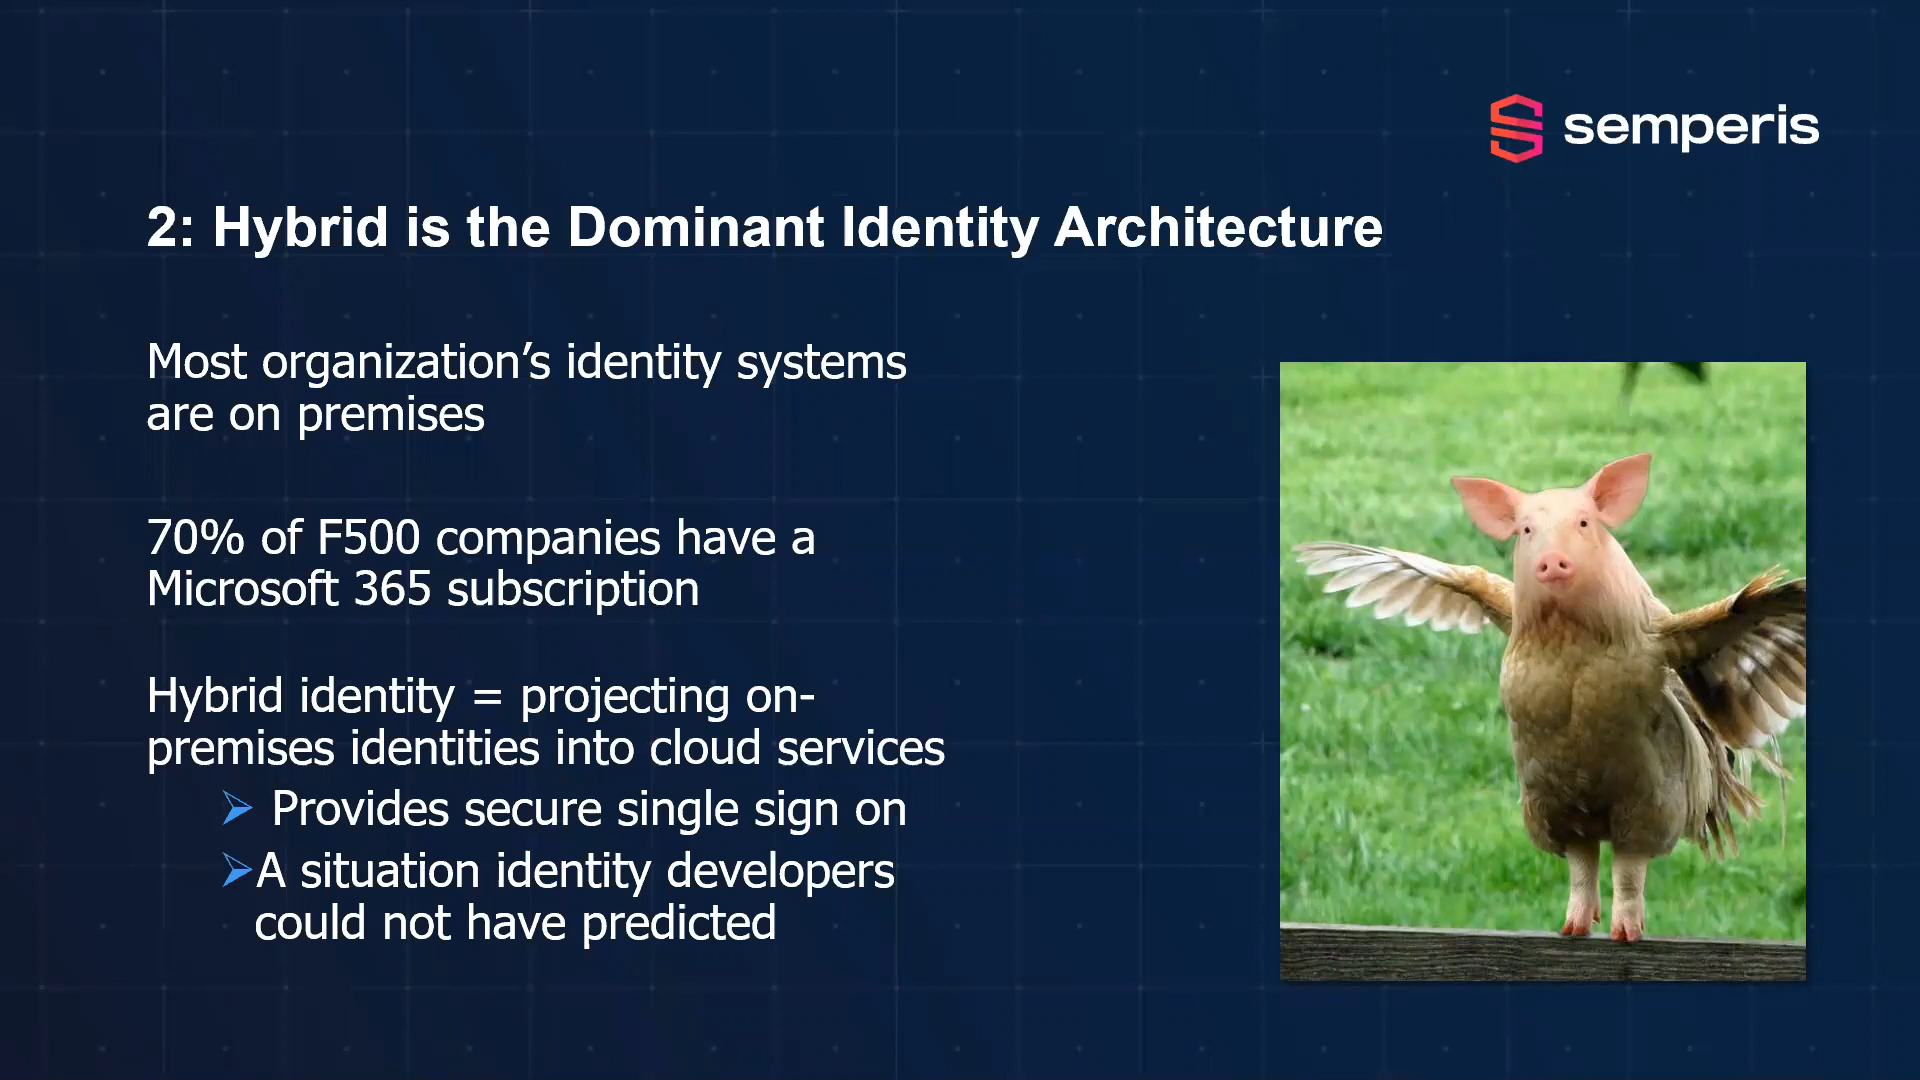 semperis
2: Hybrid is the Dominant Identity Architecture
Most organization’s identity systems
are on premises
70% of F500 companies have a
Microsoft 365 subscription
Hybrid identity = projecting on-
premises identities into cloud services
Provides secure single sign on
A situation identity developers
could not have predicted